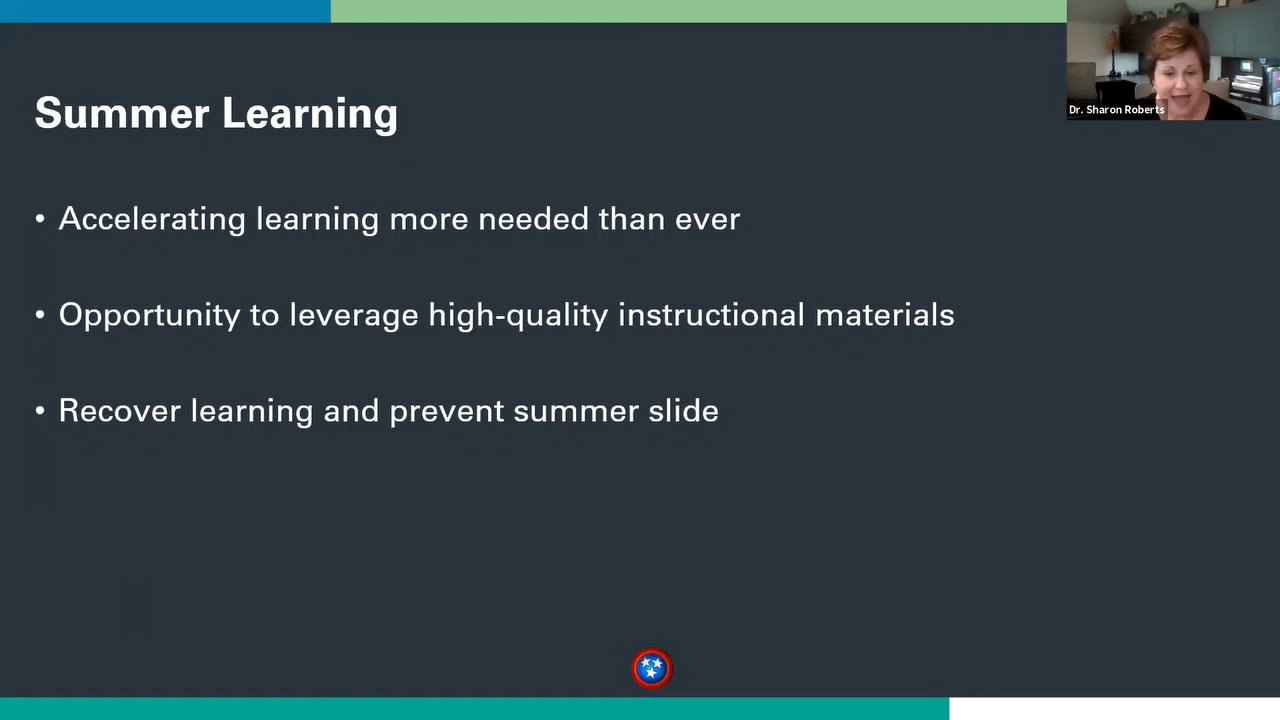 Dr. Sharon Roberts
Summer Learning
• Accelerating learning more needed than ever
• Opportunity to leverage high-quality instructional materials
• Recover learning and prevent summer slide